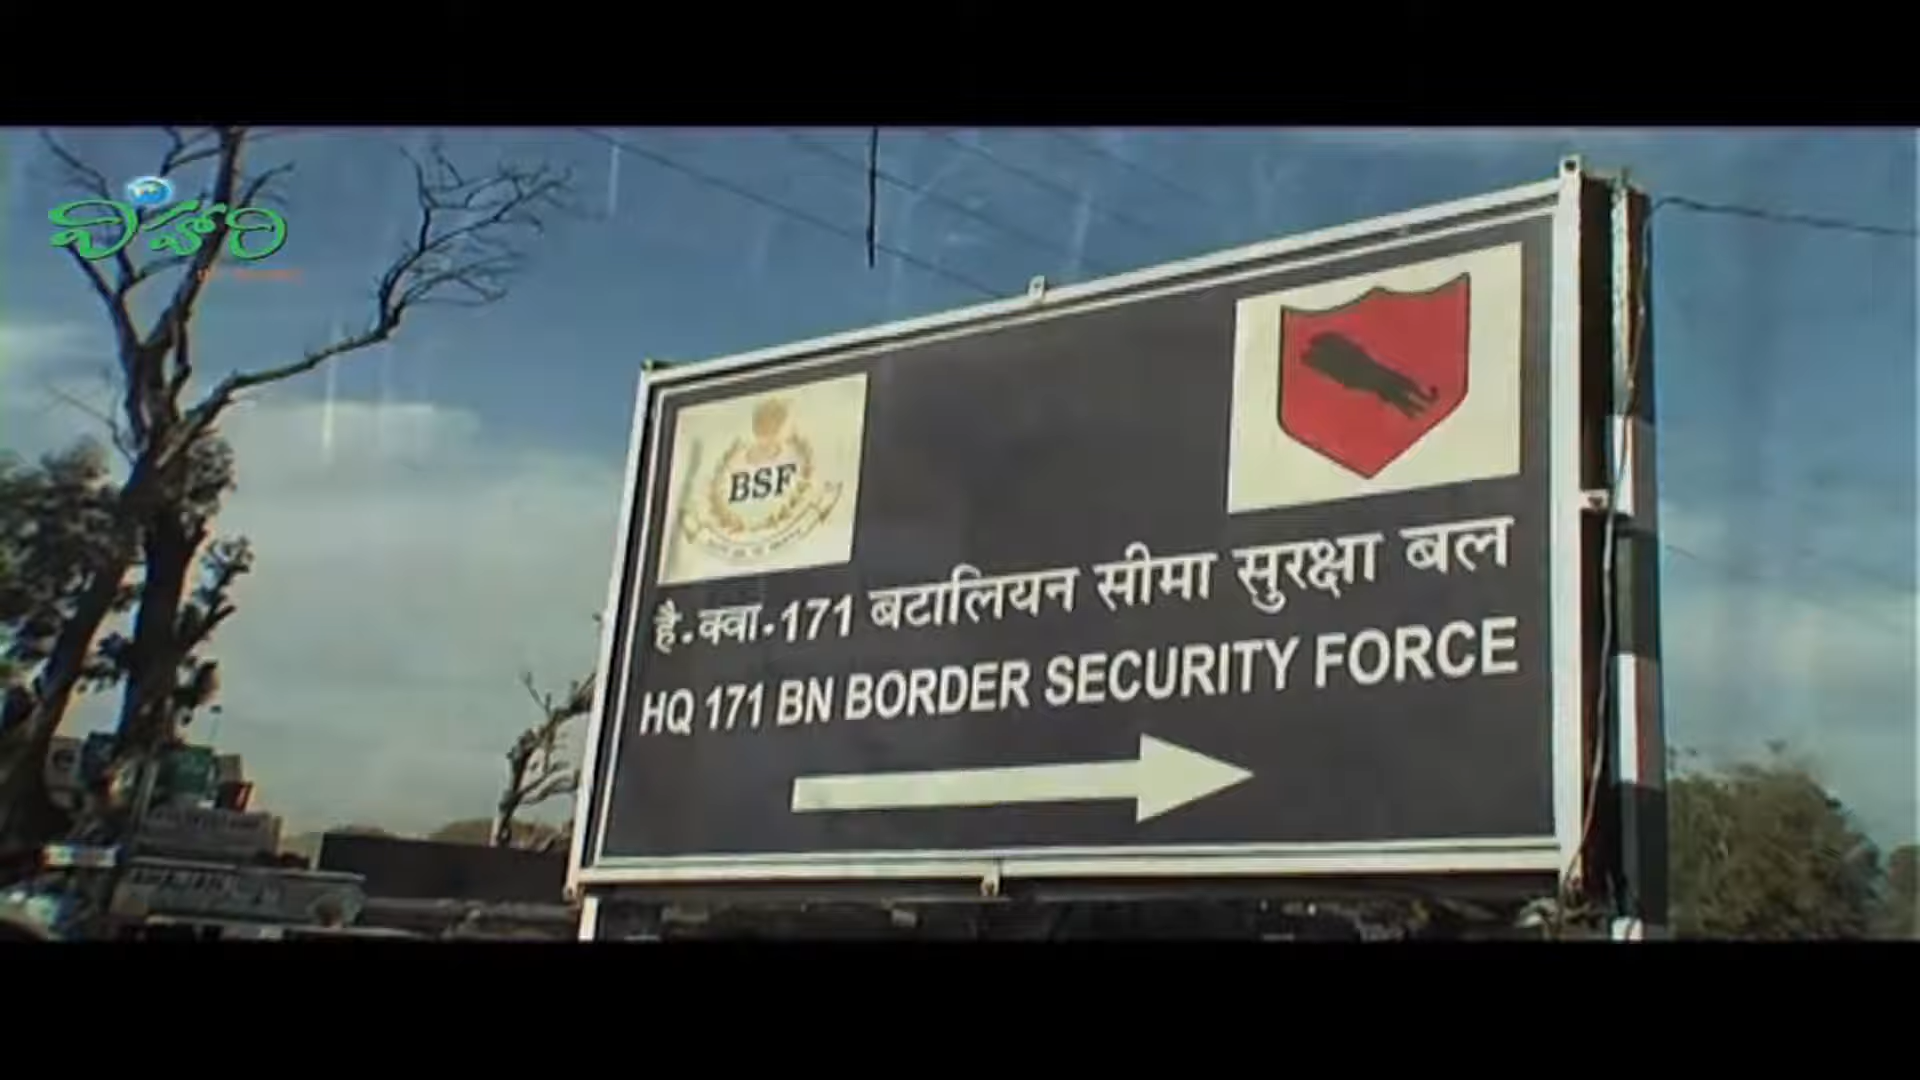 విహారి
BSF
है.क्वा.171 बटालियन सीमा सुरक्षा बल
HQ 171 BN BORDER SECURITY FORCE